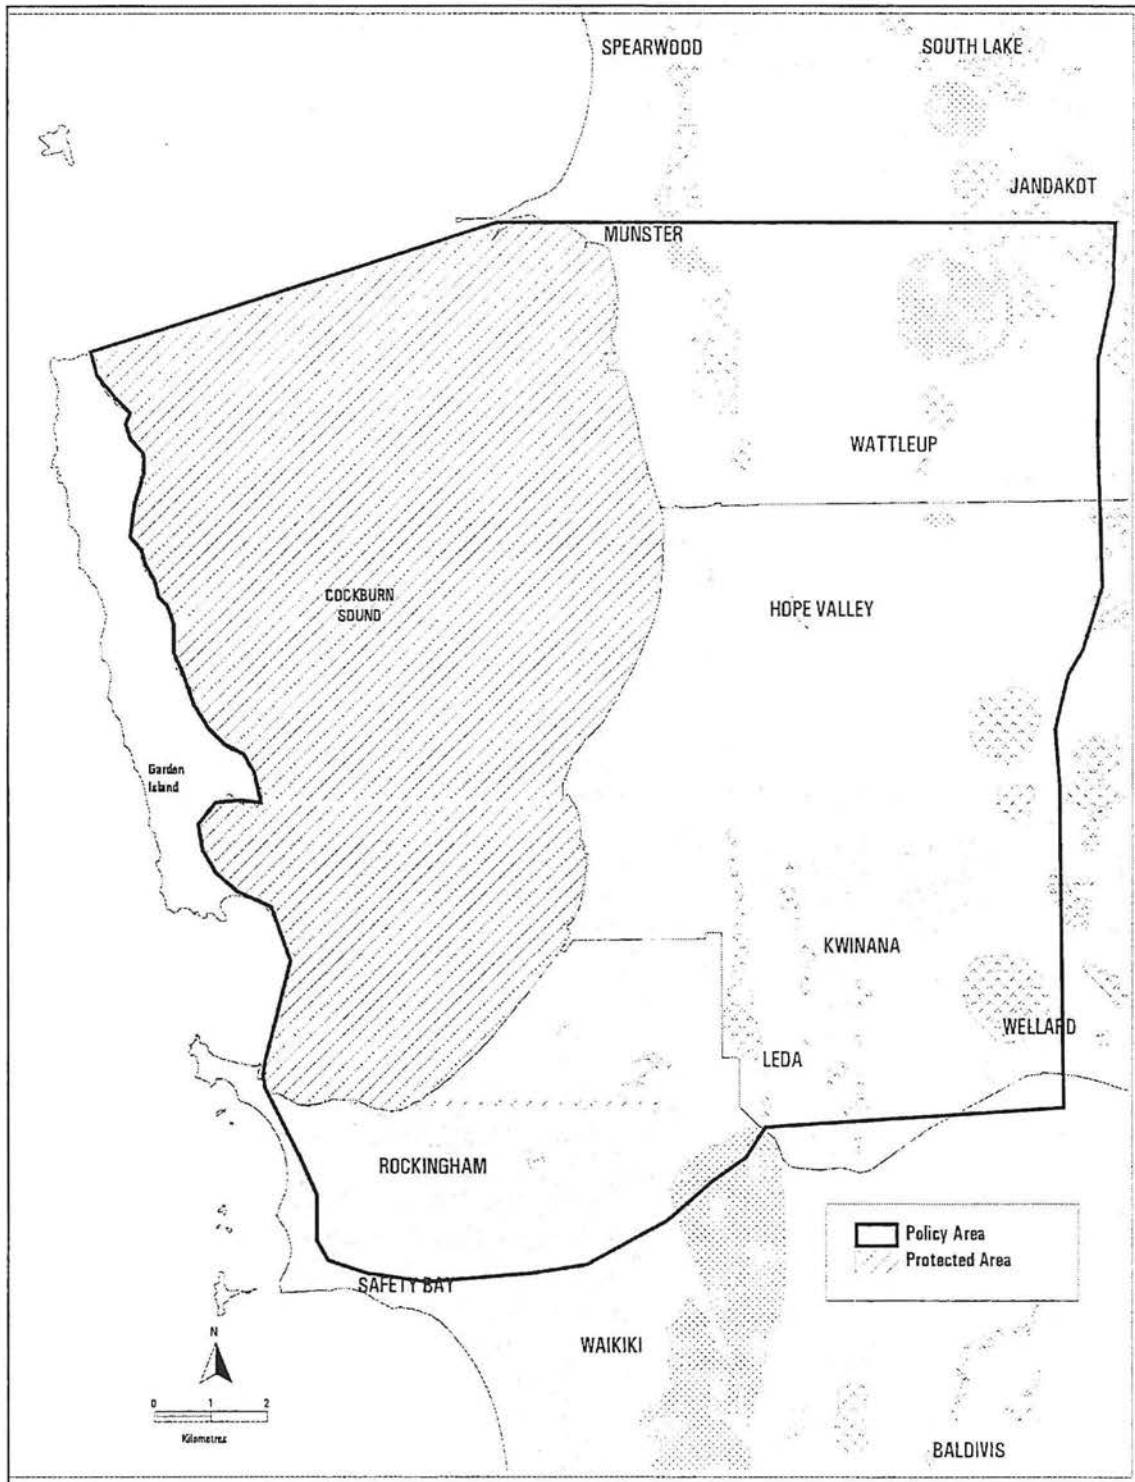 SPEARWOOD
SOUTH LAKE
JANDAKOT
MUNSTER
WATTLEUP
COCKBURN
SOUND
HOPE VALLEY
Garden
Island
KWINANA
WELLARD
LEDA
ROCKINGHAM
Policy Area
Protected Area
SAFETY BAY
WAIKIKI
N
0 1 2
Kilometres
BALDIVIS